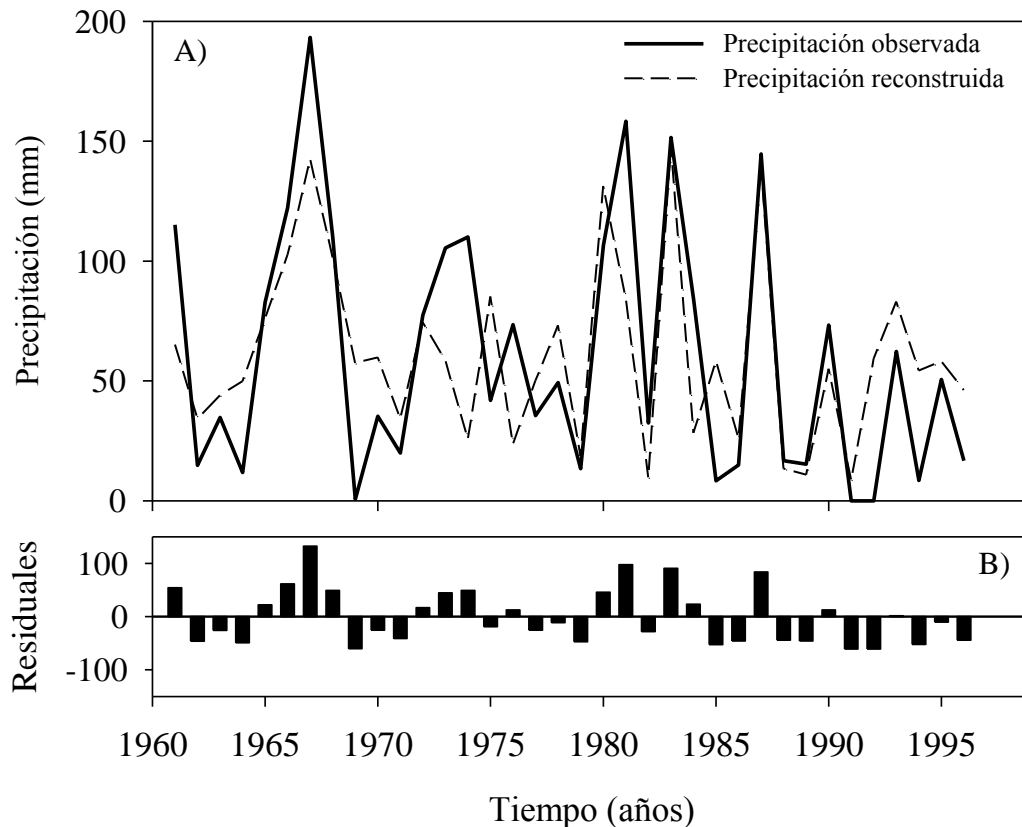 A)
Precipitación observada
Precipitación reconstruida
Precipitación (mm)
200
150
100
50
0
B)
Residuales
100
0
-100
1960 1965 1970 1975 1980 1985 1990 1995
Tiempo (años)